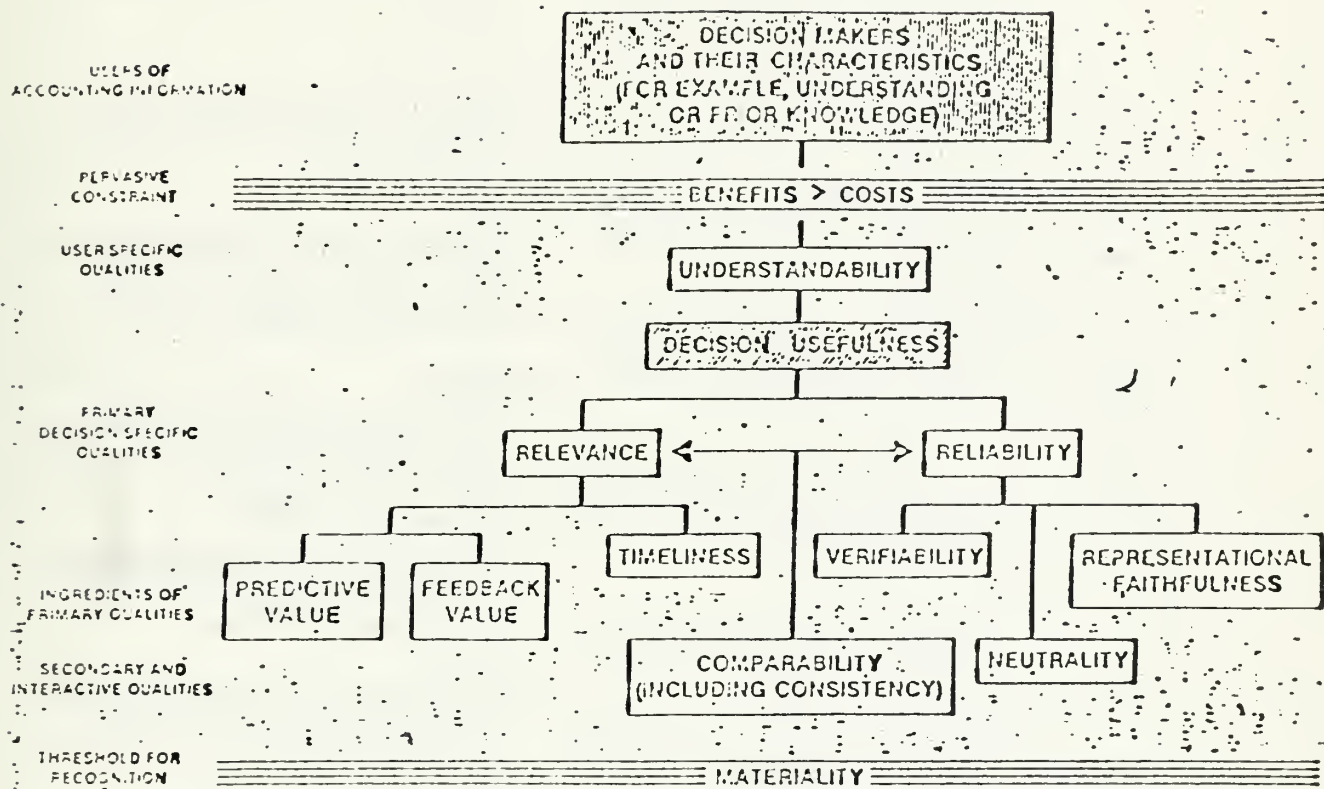 DECISION MAKERS
AND THEIR CHARACTERISTICS
(FOR EXAMPLE, UNDERSTANDING
OR PRIOR KNOWLEDGE)
USERS OF
ACCOUNTING INFORMATION
PERVASIVE
CONSTRAINT
BENEFITS > COSTS
USER SPECIFIC
QUALITIES
UNDERSTANDABILITY
DECISION USEFULNESS
PRIMARY
DECISION SPECIFIC
QUALITIES
RELEVANCE
RELIABILITY
TIMELINESS
VERIFIABILITY
REPRESENTATIONAL
FAITHFULNESS
PREDICTIVE
VALUE
FEEDBACK
VALUE
INGREDIENTS OF
PRIMARY QUALITIES
COMPARABILITY
(INCLUDING CONSISTENCY)
NEUTRALITY
SECONDARY AND
INTERACTIVE QUALITIES
THRESHOLD FOR
RECOGNITION
MATERIALITY